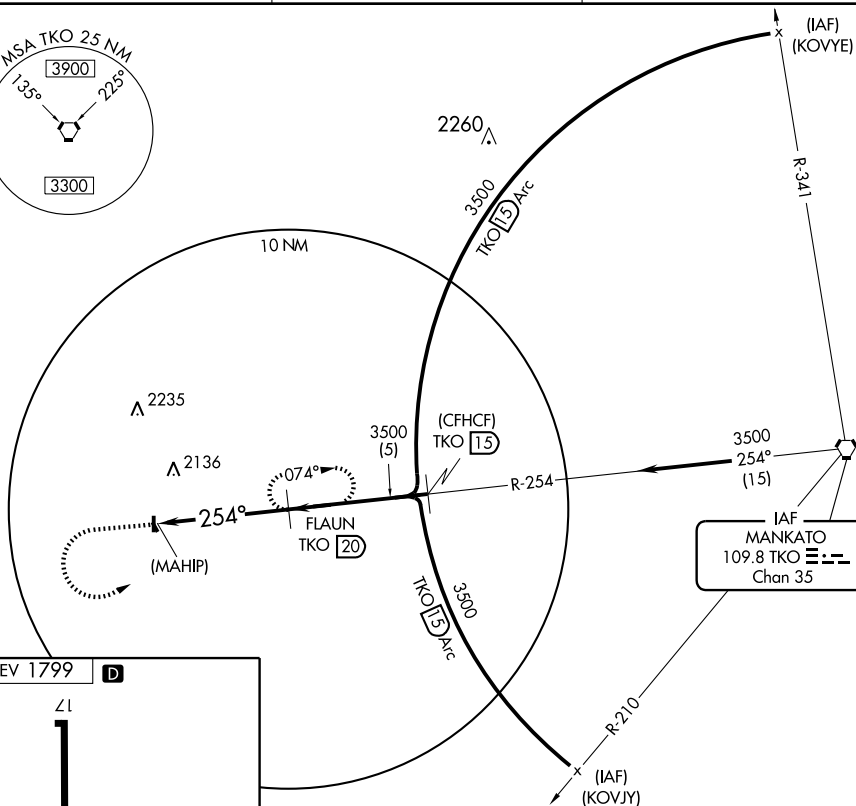 MSA TKO 25 NM
3900
135°
225°
3300
(IAF)
(KOVYE)
2260
R-341
3500
TKO 15 Arc
10 NM
2235
2136
3500
(5)
(CFHCF)
TKO 15
3500
254°
(15)
R-254
074°
254°
FLAUN
TKO 20
(MAHIP)
IAF
MANKATO
109.8 TKO
Chan 35
3500
TKO 15 Arc
R-210
(IAF)
(KOVJY)
EV 1799 D
17